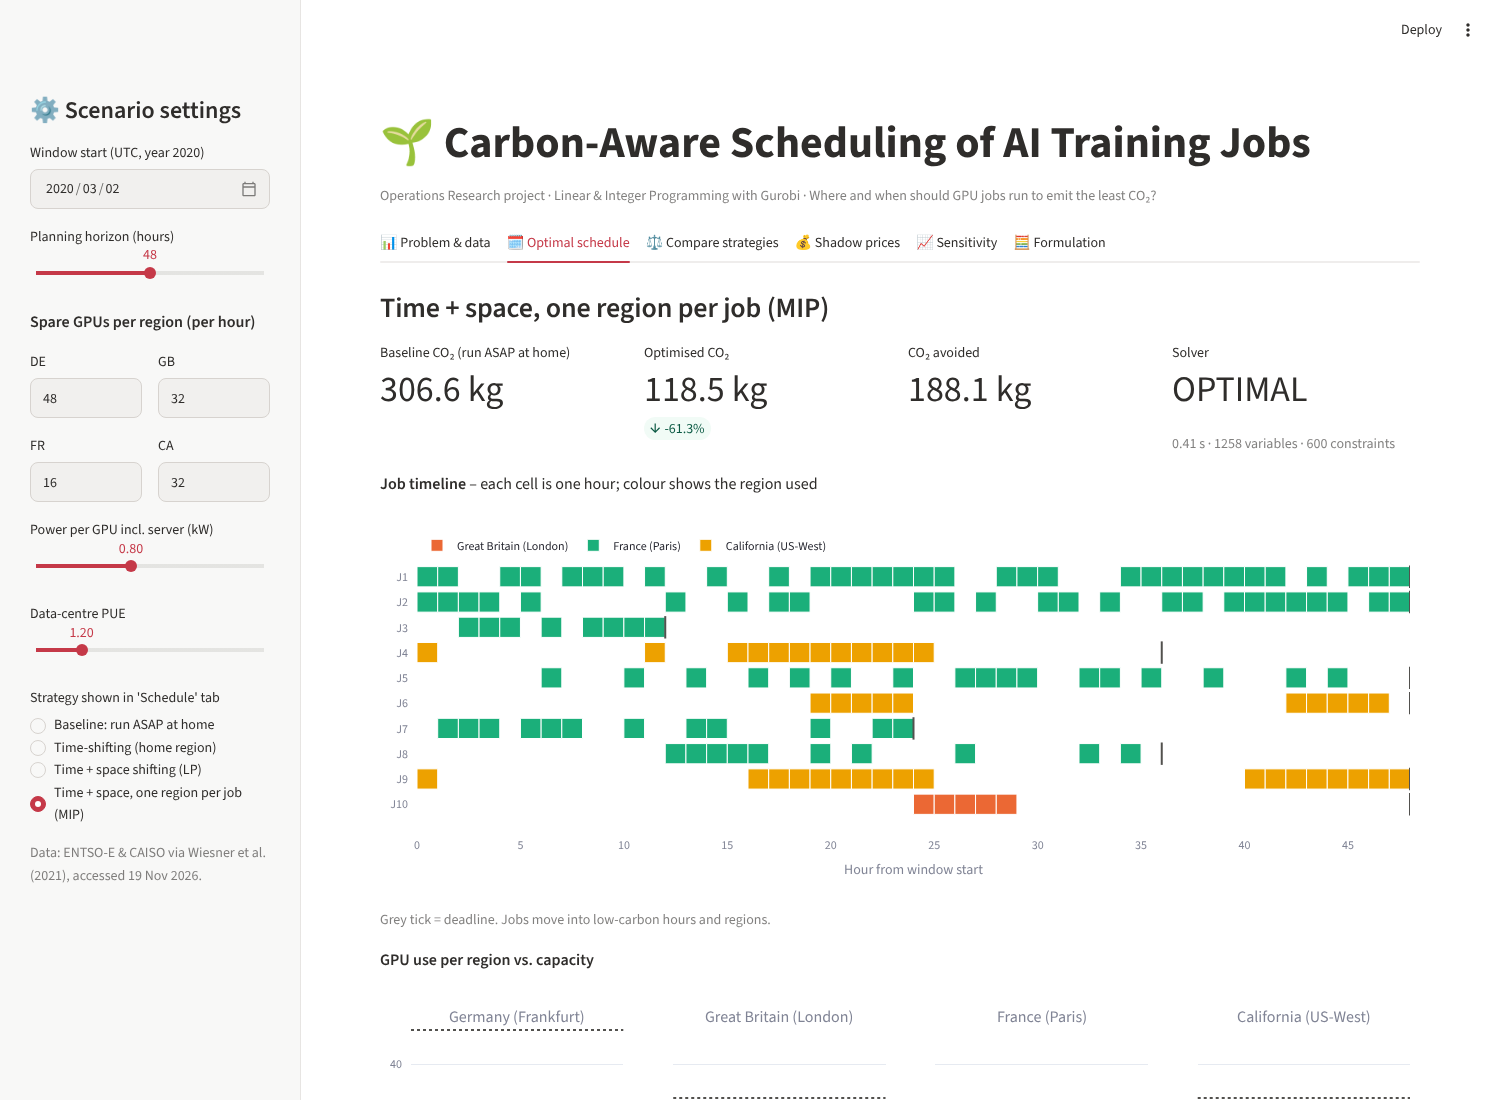 Deploy
⚙️ Scenario settings
Window start (UTC, year 2020)
2020 / 03 / 02
Planning horizon (hours)
48
Spare GPUs per region (per hour)
DE GB
48 32
FR CA
16 32
Power per GPU incl. server (kW)
0.80
Data-centre PUE
1.20
Strategy shown in 'Schedule' tab
Baseline: run ASAP at home
Time-shifting (home region)
Time + space shifting (LP)
Time + space, one region per job
(MIP)
Data: ENTSO-E & CAISO via Wiesner et al.
(2021), accessed 19 Nov 2026.
🌱 Carbon-Aware Scheduling of AI Training Jobs
Operations Research project · Linear & Integer Programming with Gurobi · Where and when should GPU jobs run to emit the least CO₂?
📊 Problem & data 🗓️ Optimal schedule ⚖️ Compare strategies 💰 Shadow prices 📈 Sensitivity 🧮 Formulation
Time + space, one region per job (MIP)
Baseline CO₂ (run ASAP at home) Optimised CO₂ CO₂ avoided Solver
306.6 kg 118.5 kg 188.1 kg OPTIMAL
↓ -61.3%
0.41 s · 1258 variables · 600 constraints
Job timeline – each cell is one hour; colour shows the region used
Great Britain (London) France (Paris) California (US-West)
J1
J2
J3
J4
J5
J6
J7
J8
J9
J10
0 5 10 15 20 25 30 35 40 45
Hour from window start
Grey tick = deadline. Jobs move into low-carbon hours and regions.
GPU use per region vs. capacity
Germany (Frankfurt) Great Britain (London) France (Paris) California (US-West)
40